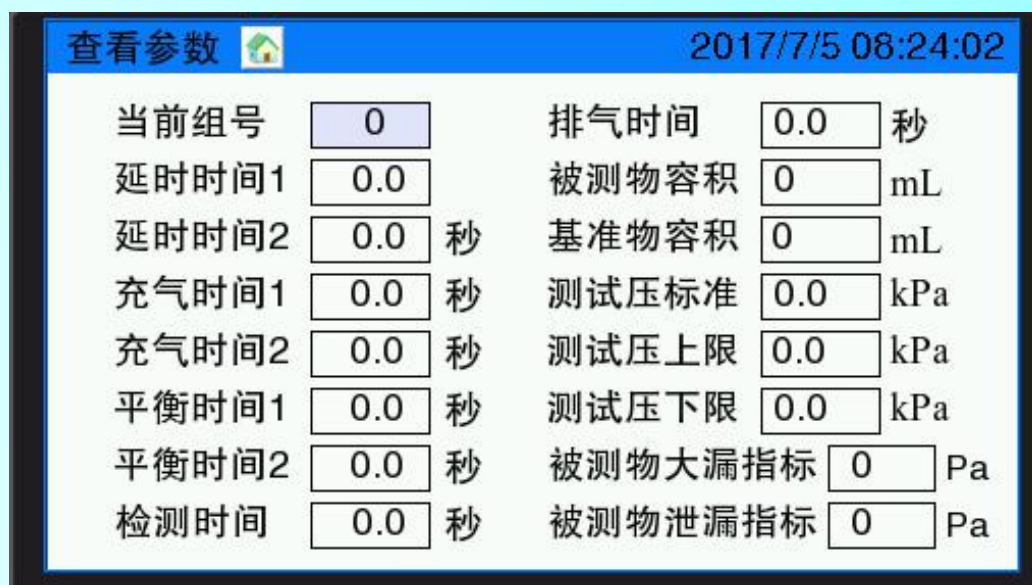 查看参数 2017/7/5 08:24:02
当前组号 0 排气时间 0.0 秒
延时时间1 0.0 被测物容积 0 mL
延时时间2 0.0 秒 基准物容积 0 mL
充气时间1 0.0 秒 测试压标准 0.0 kPa
充气时间2 0.0 秒 测试压上限 0.0 kPa
平衡时间1 0.0 秒 测试压下限 0.0 kPa
平衡时间2 0.0 秒 被测物大漏指标 0 Pa
检测时间 0.0 秒 被测物泄漏指标 0 Pa